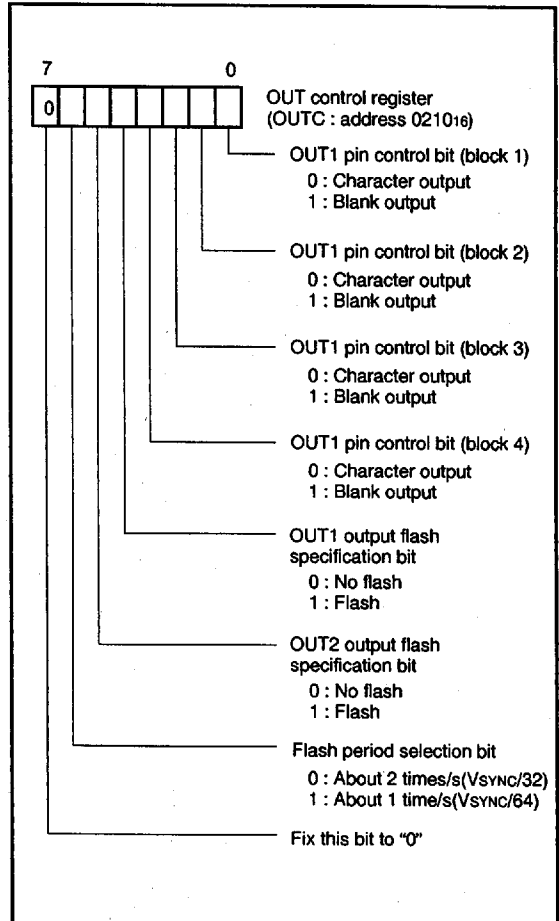 7 0
0
OUT control register
(OUTC : address 021016)
OUT1 pin control bit (block 1)
0 : Character output
1 : Blank output
OUT1 pin control bit (block 2)
0 : Character output
1 : Blank output
OUT1 pin control bit (block 3)
0 : Character output
1 : Blank output
OUT1 pin control bit (block 4)
0 : Character output
1 : Blank output
OUT1 output flash
specification bit
0 : No flash
1 : Flash
OUT2 output flash
specification bit
0 : No flash
1 : Flash
Flash period selection bit
0 : About 2 times/s(VSYNC/32)
1 : About 1 time/s(VSYNC/64)
Fix this bit to “0”